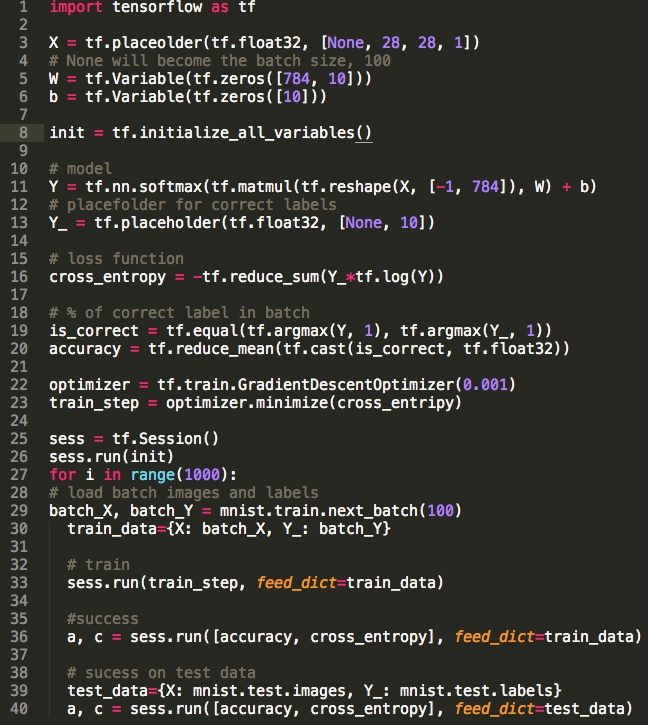 1 import tensorflow as tf
2
3 X = tf.placeolder(tf.float32, [None, 28, 28, 1])
4 # None will become the batch size, 100
5 W = tf.Variable(tf.zeros([784, 10]))
6 b = tf.Variable(tf.zeros([10]))
7
8 init = tf.initialize_all_variables()
9
10 # model
11 Y = tf.nn.softmax(tf.matmul(tf.reshape(X, [-1, 784]), W) + b)
12 # placefolder for correct labels
13 Y_ = tf.placeholder(tf.float32, [None, 10])
14
15 # loss function
16 cross_entropy = -tf.reduce_sum(Y_*tf.log(Y))
17
18 # % of correct label in batch
19 is_correct = tf.equal(tf.argmax(Y, 1), tf.argmax(Y_, 1))
20 accuracy = tf.reduce_mean(tf.cast(is_correct, tf.float32))
21
22 optimizer = tf.train.GradientDescentOptimizer(0.001)
23 train_step = optimizer.minimize(cross_entripy)
24
25 sess = tf.Session()
26 sess.run(init)
27 for i in range(1000):
28 # load batch images and labels
29 batch_X, batch_Y = mnist.train.next_batch(100)
30   train_data={X: batch_X, Y_: batch_Y}
31
32   # train
33   sess.run(train_step, feed_dict=train_data)
34
35   #success
36   a, c = sess.run([accuracy, cross_entropy], feed_dict=train_data)
37
38   # sucess on test data
39   test_data={X: mnist.test.images, Y_: mnist.test.labels}
40   a, c = sess.run([accuracy, cross_entropy], feed_dict=test_data)